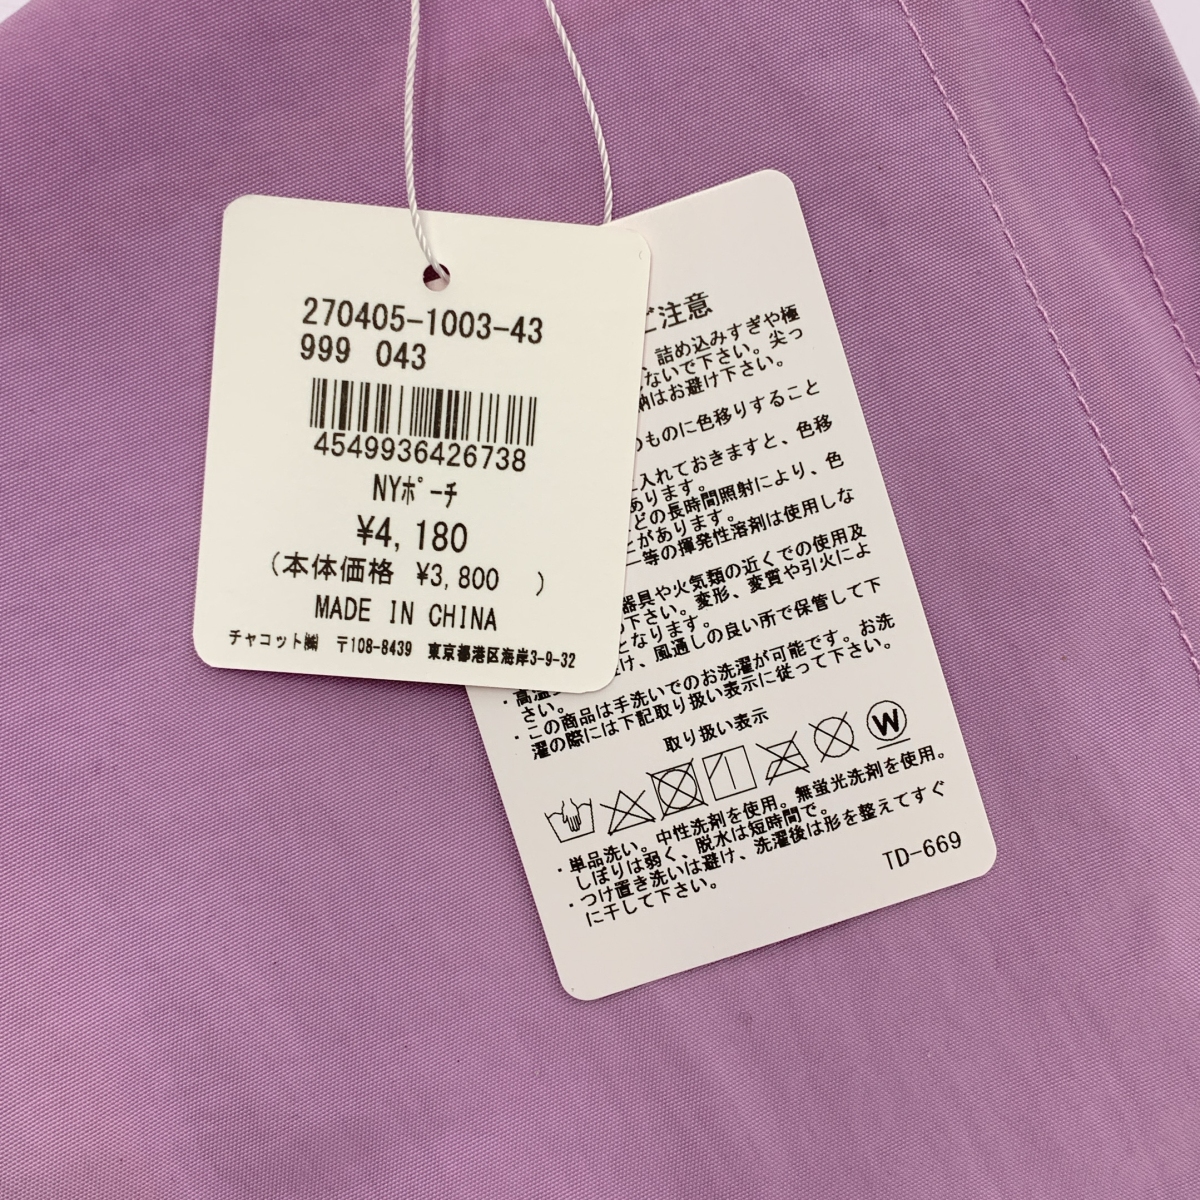 270405-1003-43
999 043
4549936426738
NYﾎﾟｰﾁ
¥4,180
(本体価格 ¥3,800 )
MADE IN CHINA
チャコット㈱ 〒108-8439 東京都港区海岸3-9-32
ご注意
、詰め込みすぎや極
ないで下さい。尖っ
納はお避け下さい。
のものに色移りすること
入れておきますと、色移
あります。
どの長時間照射により、色
とがあります。
ー等の揮発性溶剤は使用しな
器具や火気類の近くでの使用及
下さい。変形、変質や引火によ
となります。
け、風通しの良い所で保管して下
さい。
・この商品は手洗いでのお洗濯が可能です。お洗
濯の際には下記取り扱い表示に従って下さい。
取り扱い表示
W
・単品洗い。中性洗剤を使用。無蛍光洗剤を使用。
しぼりは弱く、脱水は短時間で。
・つけ置き洗いは避け、洗濯後は形を整えてすぐ
に干して下さい。
TD-669